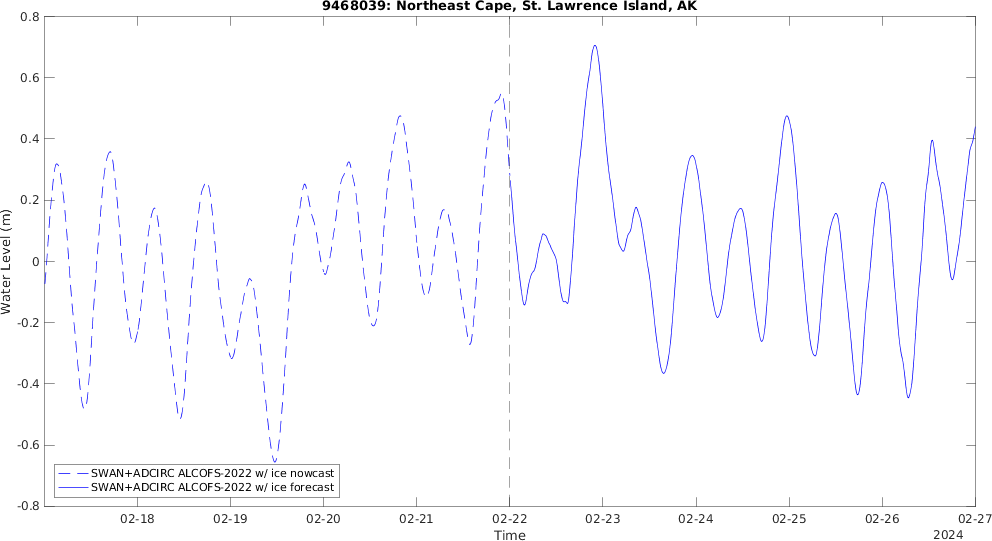 9468039: Northeast Cape, St. Lawrence Island, AK
0.8
0.6
0.4
0.2
0
-0.2
-0.4
-0.6
-0.8
Water Level (m)
SWAN+ADCIRC ALCOFS-2022 w/ ice nowcast
SWAN+ADCIRC ALCOFS-2022 w/ ice forecast
02-18 02-19 02-20 02-21 02-22 02-23 02-24 02-25 02-26 02-27
Time
2024